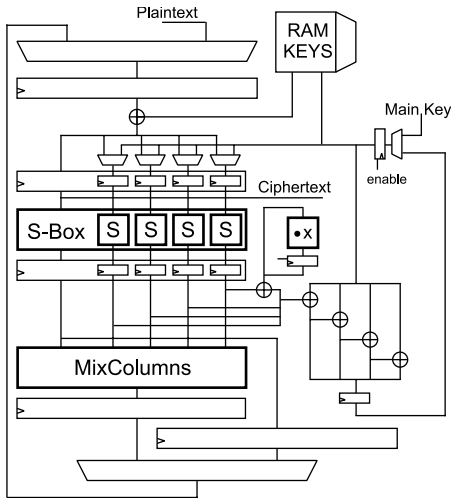 Plaintext
RAM
KEYS
Main Key
enable
Ciphertext
•x
S-Box
S
S
S
S
MixColumns